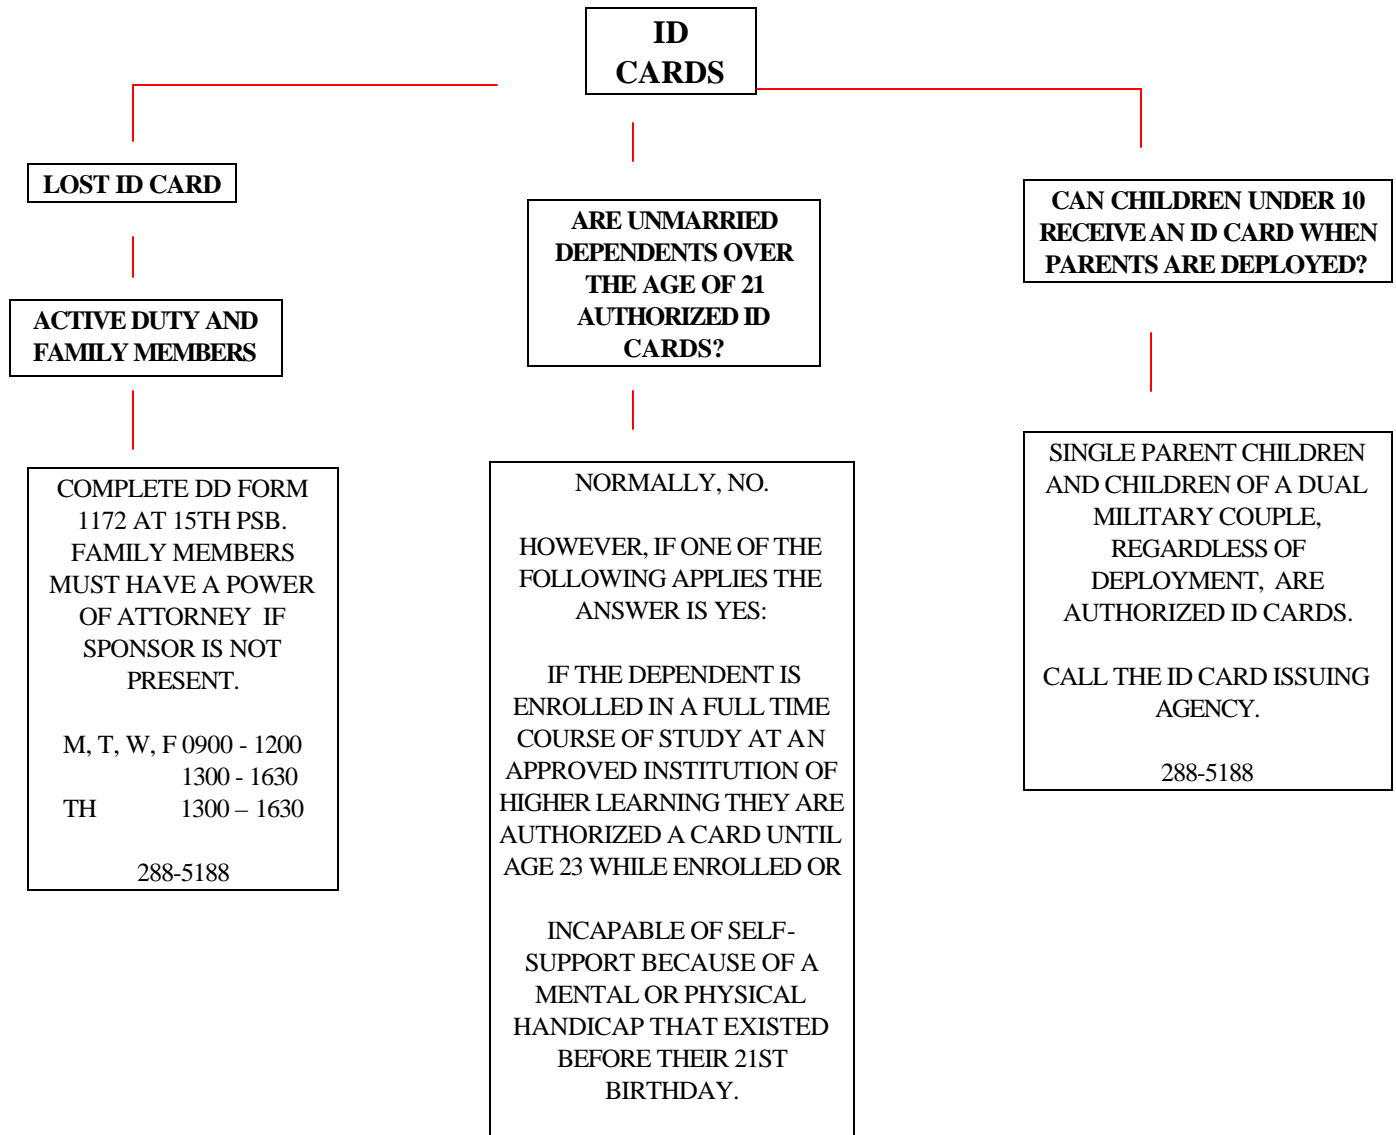 ID
CARDS
LOST ID CARD
ACTIVE DUTY AND
FAMILY MEMBERS
COMPLETE DD FORM
1172 AT 15TH PSB.
FAMILY MEMBERS
MUST HAVE A POWER
OF ATTORNEY IF
SPONSOR IS NOT
PRESENT.
M, T, W, F 0900 - 1200
1300 - 1630
TH 1300 – 1630
288-5188
ARE UNMARRIED
DEPENDENTS OVER
THE AGE OF 21
AUTHORIZED ID
CARDS?
NORMALLY, NO.
HOWEVER, IF ONE OF THE
FOLLOWING APPLIES THE
ANSWER IS YES:
IF THE DEPENDENT IS
ENROLLED IN A FULL TIME
COURSE OF STUDY AT AN
APPROVED INSTITUTION OF
HIGHER LEARNING THEY ARE
AUTHORIZED A CARD UNTIL
AGE 23 WHILE ENROLLED OR
INCAPABLE OF SELF-
SUPPORT BECAUSE OF A
MENTAL OR PHYSICAL
HANDICAP THAT EXISTED
BEFORE THEIR 21ST
BIRTHDAY.
CAN CHILDREN UNDER 10
RECEIVE AN ID CARD WHEN
PARENTS ARE DEPLOYED?
SINGLE PARENT CHILDREN
AND CHILDREN OF A DUAL
MILITARY COUPLE,
REGARDLESS OF
DEPLOYMENT, ARE
AUTHORIZED ID CARDS.
CALL THE ID CARD ISSUING
AGENCY.
288-5188